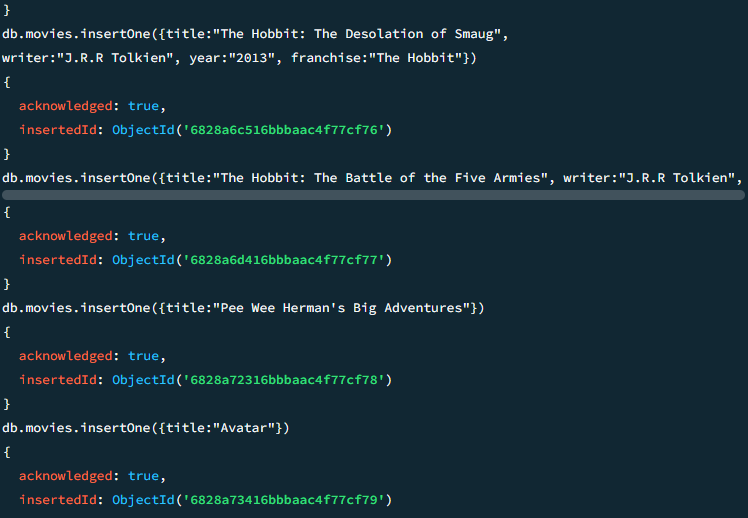 }
db.movies.insertOne({title:"The Hobbit: The Desolation of Smaug",
writer:"J.R.R Tolkien", year:"2013", franchise:"The Hobbit"})
{
  acknowledged: true,
  insertedId: ObjectId('6828a6c516bbbaac4f77cf76')
}
db.movies.insertOne({title:"The Hobbit: The Battle of the Five Armies", writer:"J.R.R Tolkien",
{
  acknowledged: true,
  insertedId: ObjectId('6828a6d416bbbaac4f77cf77')
}
db.movies.insertOne({title:"Pee Wee Herman's Big Adventures"})
{
  acknowledged: true,
  insertedId: ObjectId('6828a72316bbbaac4f77cf78')
}
db.movies.insertOne({title:"Avatar"})
{
  acknowledged: true,
  insertedId: ObjectId('6828a73416bbbaac4f77cf79')